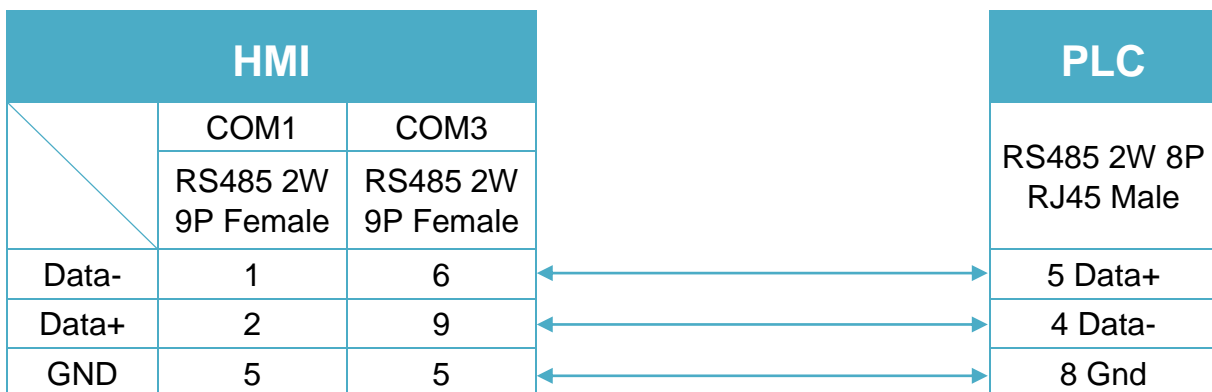 HMI
PLC
COM1 COM3
RS485 2W
9P Female
RS485 2W
9P Female
RS485 2W 8P
RJ45 Male
Data- 1 6 5 Data+
Data+ 2 9 4 Data-
GND 5 5 8 Gnd